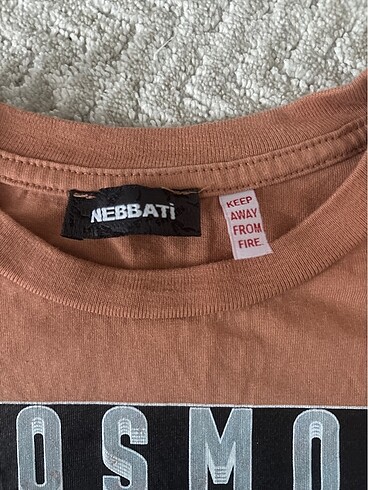 NEBBATİ
KEEP
AWAY
FROM
FIRE.
OSMO